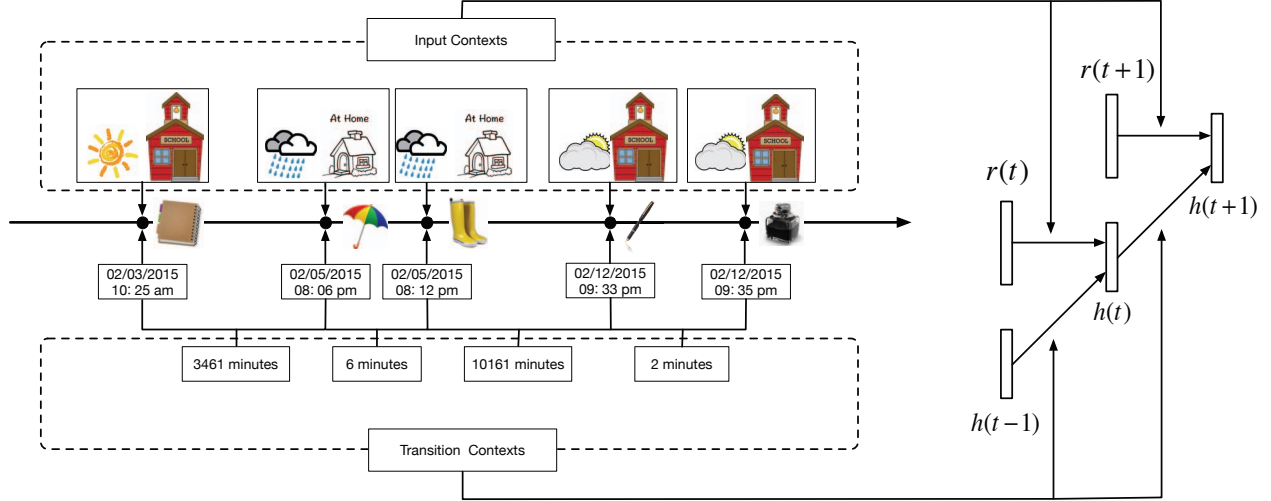 Input Contexts
SCHOOL
At Home
At Home
SCHOOL
SCHOOL
02/03/2015
10: 25 am
02/05/2015
08: 06 pm
02/05/2015
08: 12 pm
02/12/2015
09: 33 pm
02/12/2015
09: 35 pm
3461 minutes
6 minutes
10161 minutes
2 minutes
Transition Contexts
r(t+1)
r(t)
h(t+1)
h(t)
h(t−1)